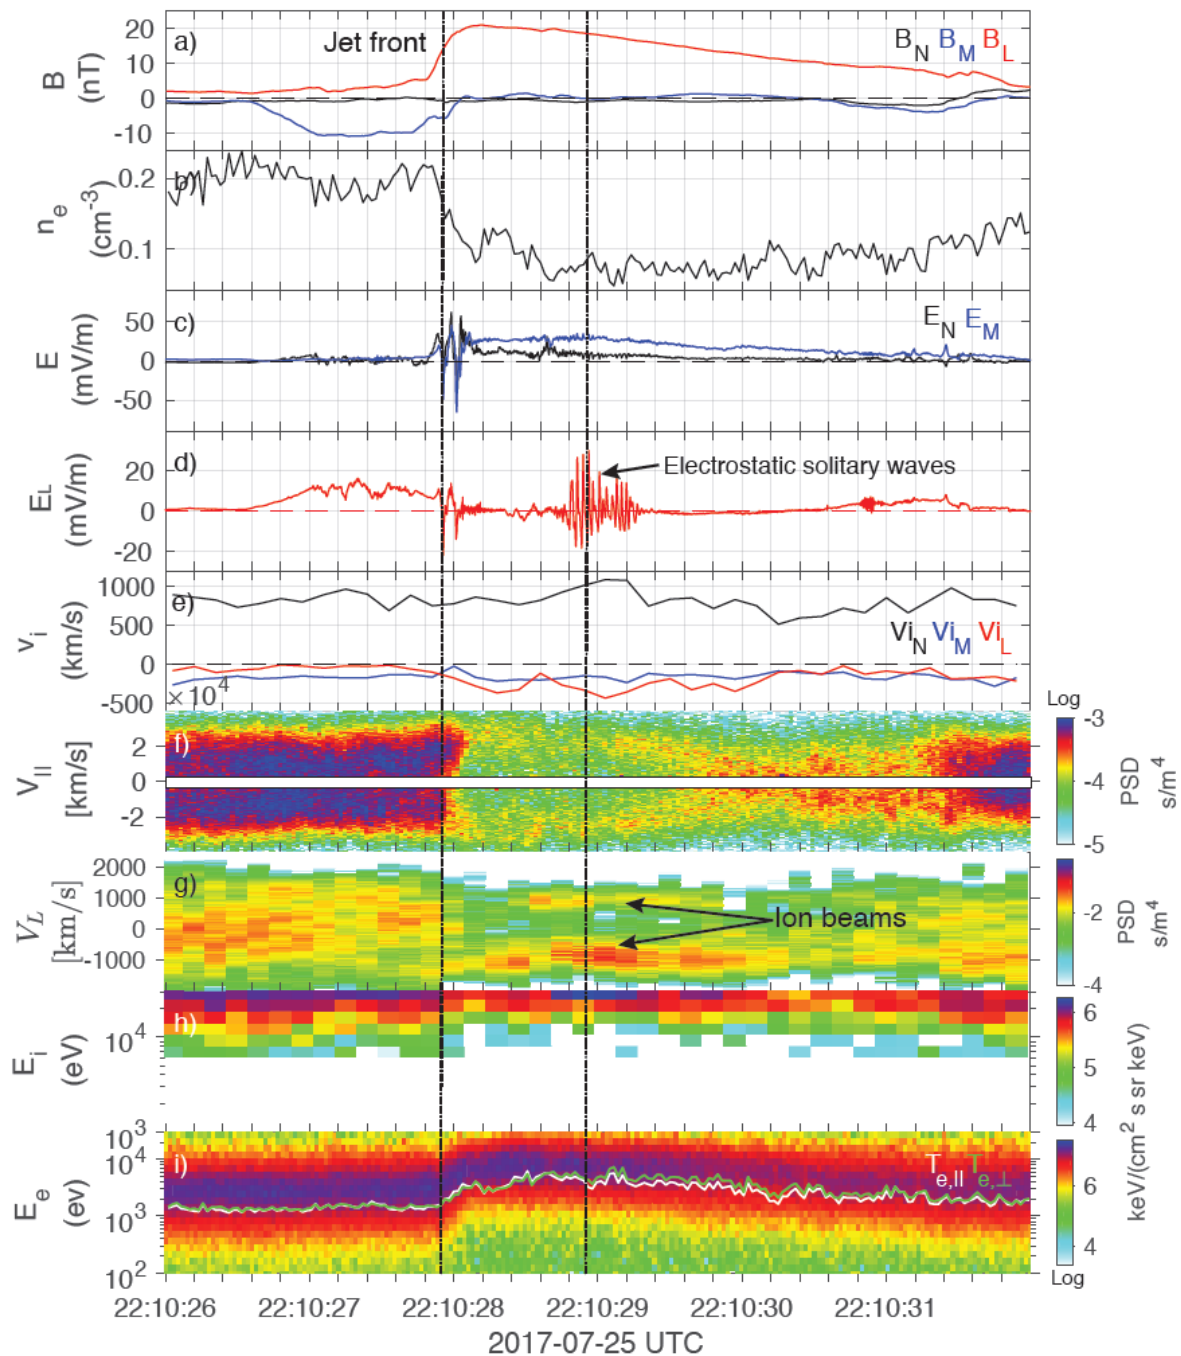 a)
Jet front
B_N B_M B_L
B
(nT)
20
10
0
-10
b)
n_e
(cm^-3)
0.2
0.1
c)
E_N E_M
E
(mV/m)
50
0
-50
d)
Electrostatic solitary waves
E_L
(mV/m)
20
0
-20
e)
Vi_N Vi_M Vi_L
v_i
(km/s)
1000
500
0
-500
×10^4
f)
V_||
[km/s]
2
0
-2
Log
-3
-4
-5
PSD
s/m^4
g)
Ion beams
V_L
[km/s]
2000
1000
0
-1000
-2
-4
PSD
s/m^4
h)
E_i
(eV)
10^4
10^3
6
5
4
i)
T_e,|| T_e,⊥
E_e
(ev)
10^4
10^3
10^2
6
4
Log
keV/(cm^2 s sr keV)
22:10:26 22:10:27 22:10:28 22:10:29 22:10:30 22:10:31
2017-07-25 UTC